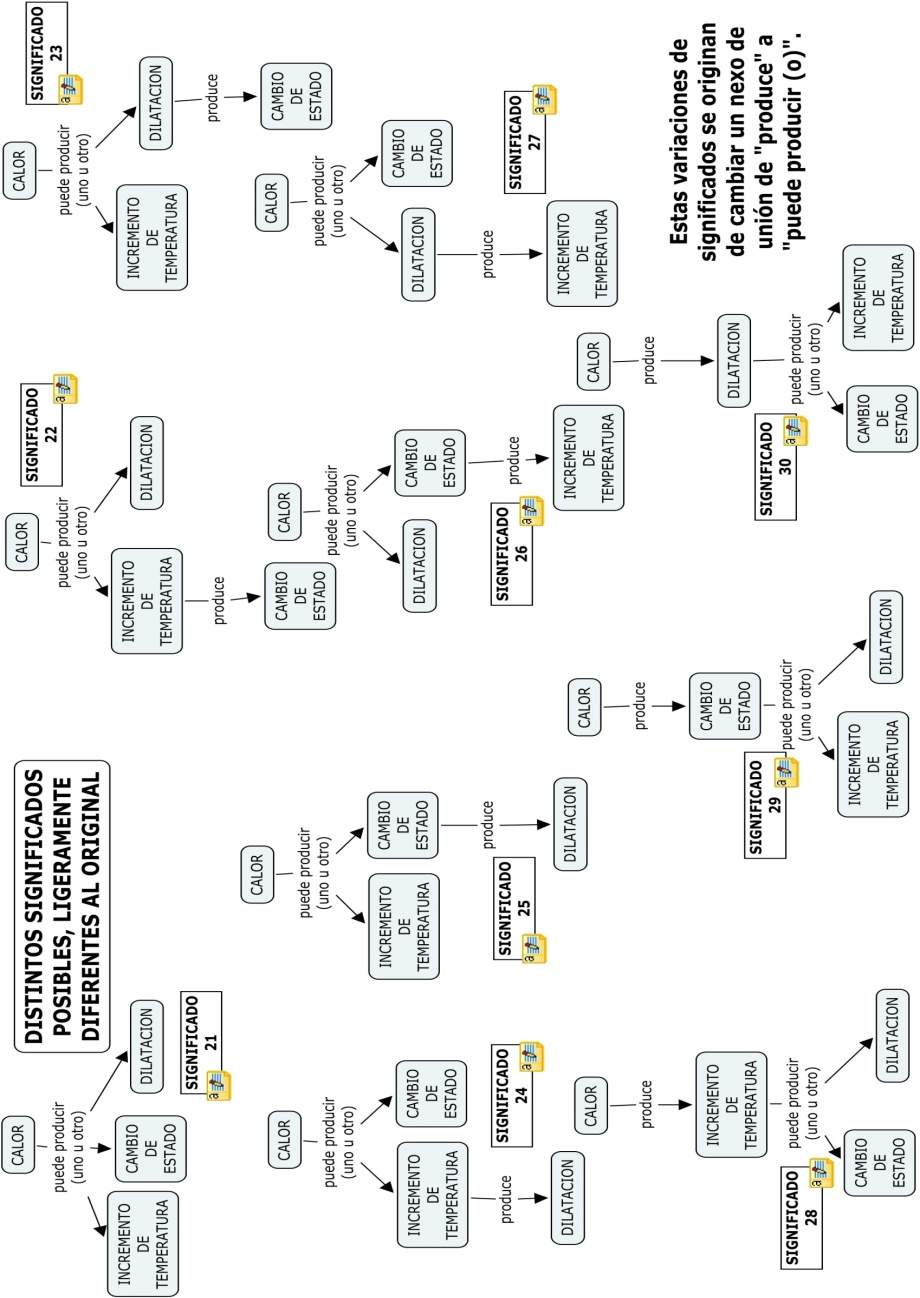 DISTINTOS SIGNIFICADOS
POSIBLES, LIGERAMENTE
DIFERENTES AL ORIGINAL
CALOR
puede producir
(uno u otro)
INCREMENTO
DE
TEMPERATURA
CAMBIO
DE
ESTADO
DILATACION
SIGNIFICADO
21
CALOR
puede producir
(uno u otro)
INCREMENTO
DE
TEMPERATURA
DILATACION
produce
CAMBIO
DE
ESTADO
SIGNIFICADO
22
CALOR
puede producir
(uno u otro)
INCREMENTO
DE
TEMPERATURA
DILATACION
produce
CAMBIO
DE
ESTADO
SIGNIFICADO
23
CALOR
puede producir
(uno u otro)
INCREMENTO
DE
TEMPERATURA
CAMBIO
DE
ESTADO
produce
DILATACION
SIGNIFICADO
24
CALOR
puede producir
(uno u otro)
INCREMENTO
DE
TEMPERATURA
CAMBIO
DE
ESTADO
produce
DILATACION
SIGNIFICADO
25
CALOR
puede producir
(uno u otro)
DILATACION
CAMBIO
DE
ESTADO
produce
INCREMENTO
DE
TEMPERATURA
SIGNIFICADO
26
CALOR
puede producir
(uno u otro)
DILATACION
CAMBIO
DE
ESTADO
produce
INCREMENTO
DE
TEMPERATURA
SIGNIFICADO
27
CALOR
produce
INCREMENTO
DE
TEMPERATURA
puede producir
(uno u otro)
CAMBIO
DE
ESTADO
DILATACION
SIGNIFICADO
28
CALOR
produce
CAMBIO
DE
ESTADO
puede producir
(uno u otro)
INCREMENTO
DE
TEMPERATURA
DILATACION
SIGNIFICADO
29
CALOR
produce
DILATACION
puede producir
(uno u otro)
CAMBIO
DE
ESTADO
INCREMENTO
DE
TEMPERATURA
SIGNIFICADO
30
Estas variaciones de
significados se originan
de cambiar un nexo de
unión de "produce" a
"puede producir (o)".